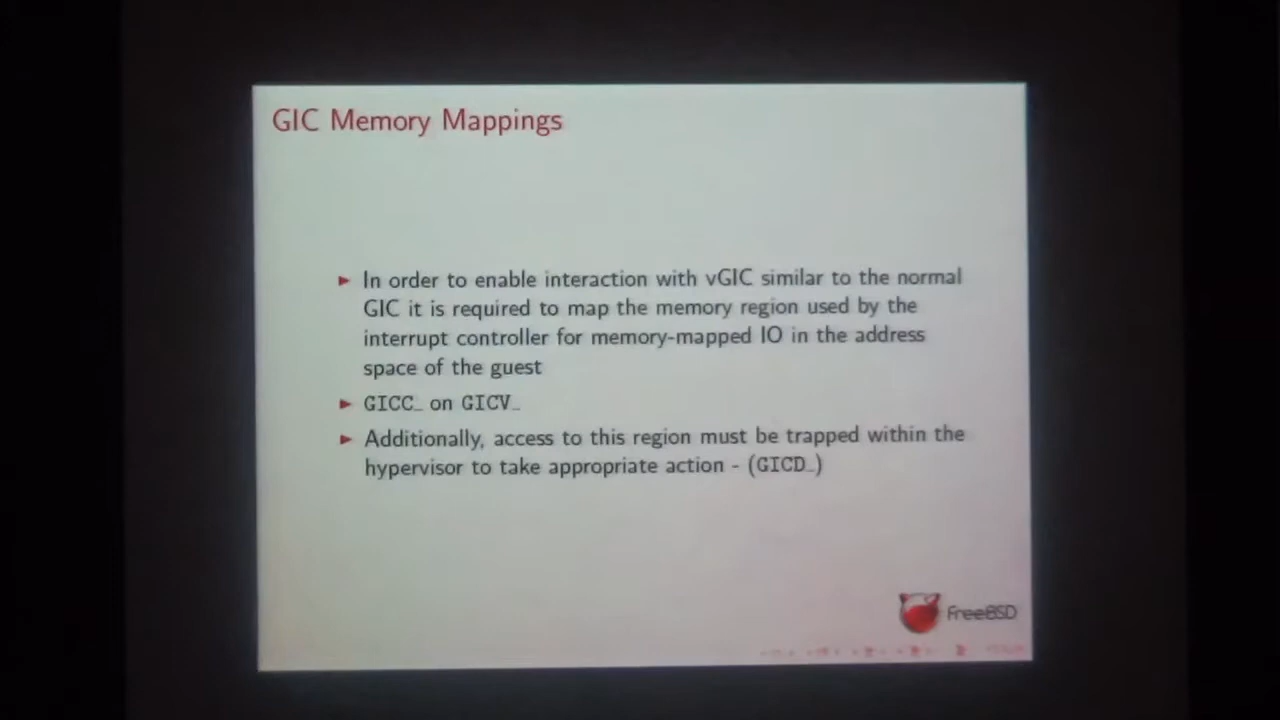 GIC Memory Mappings
► In order to enable interaction with vGIC similar to the normal
GIC it is required to map the memory region used by the
interrupt controller for memory-mapped IO in the address
space of the guest
► GICC_ on GICV_
► Additionally, access to this region must be trapped within the
hypervisor to take appropriate action - (GICD_)
FreeBSD